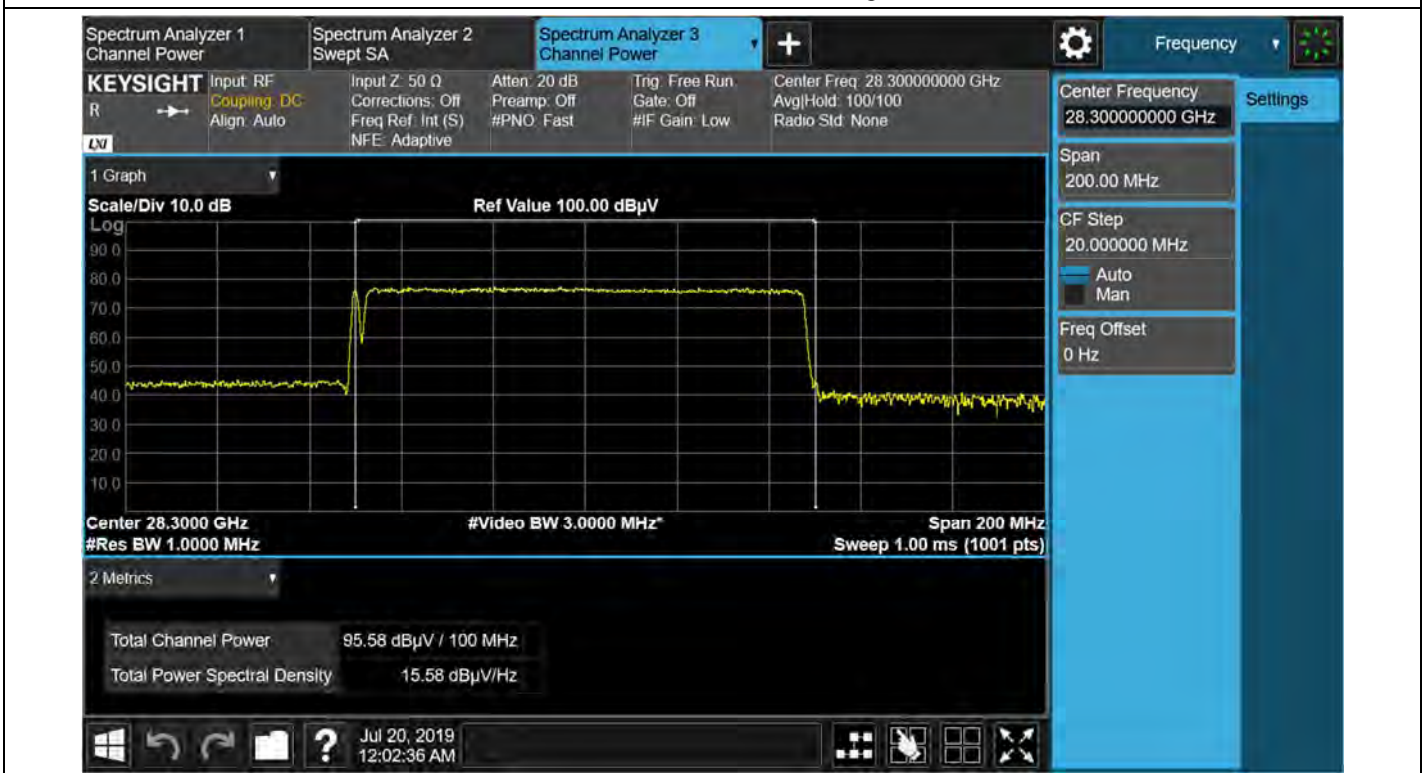 Spectrum Analyzer 1
Channel Power
Spectrum Analyzer 2
Swept SA
Spectrum Analyzer 3
Channel Power
+
Frequency
KEYSIGHT
R
LXI
Input: RF
Coupling: DC
Align: Auto
Input Z: 50 Ω
Corrections: Off
Freq Ref: Int (S)
NFE: Adaptive
Atten: 20 dB
Preamp: Off
#PNO: Fast
Trig: Free Run
Gate: Off
#IF Gain: Low
Center Freq: 28.300000000 GHz
Avg|Hold: 100/100
Radio Std: None
Center Frequency
28.300000000 GHz
Settings
Span
200.00 MHz
CF Step
20.000000 MHz
Auto
Man
Freq Offset
0 Hz
1 Graph
Scale/Div 10.0 dB
Ref Value 100.00 dBµV
Log
90.0
80.0
70.0
60.0
50.0
40.0
30.0
20.0
10.0
Center 28.3000 GHz
#Video BW 3.0000 MHz*
Span 200 MHz
#Res BW 1.0000 MHz
Sweep 1.00 ms (1001 pts)
2 Metrics
Total Channel Power 95.58 dBµV / 100 MHz
Total Power Spectral Density 15.58 dBµV/Hz
?
Jul 20, 2019
12:02:36 AM